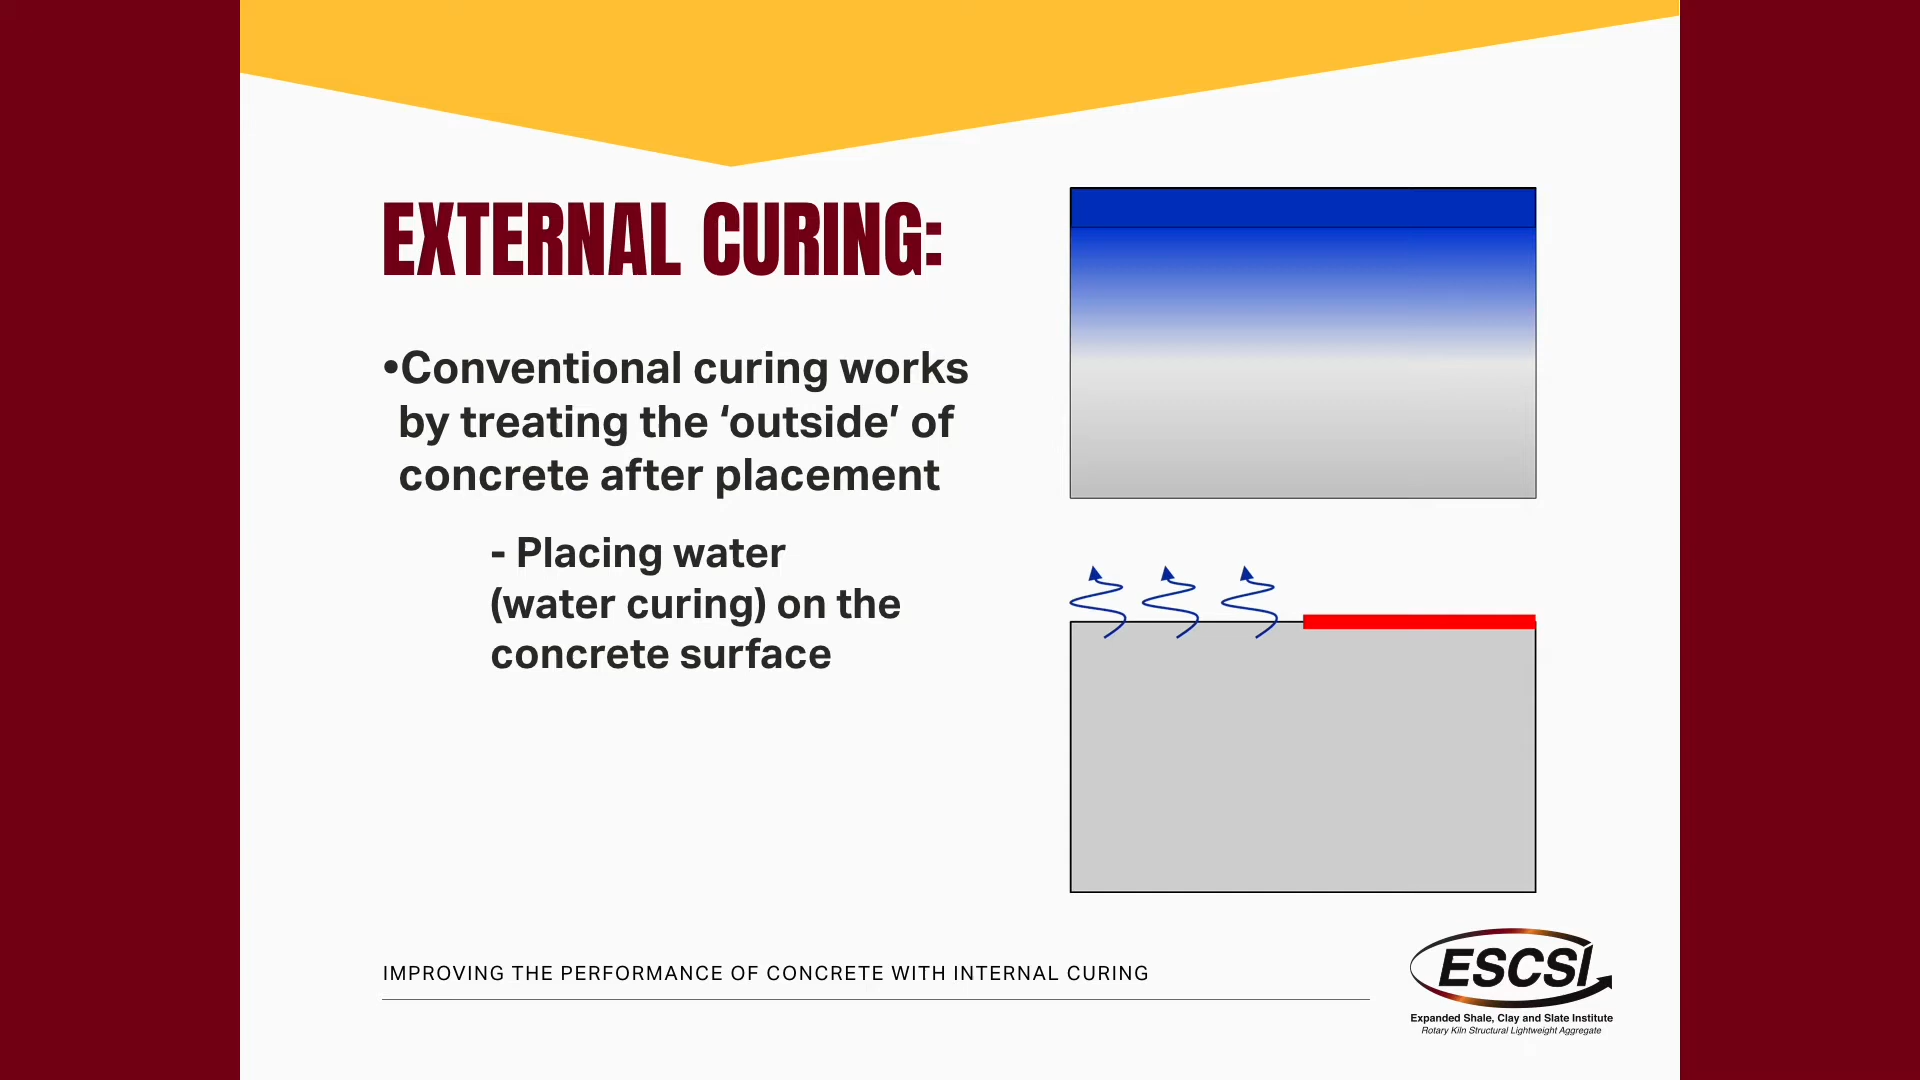 EXTERNAL CURING:
•Conventional curing works
by treating the ‘outside’ of
concrete after placement
- Placing water
(water curing) on the
concrete surface
IMPROVING THE PERFORMANCE OF CONCRETE WITH INTERNAL CURING
ESCSI
Expanded Shale, Clay and Slate Institute
Rotary Kiln Structural Lightweight Aggregate